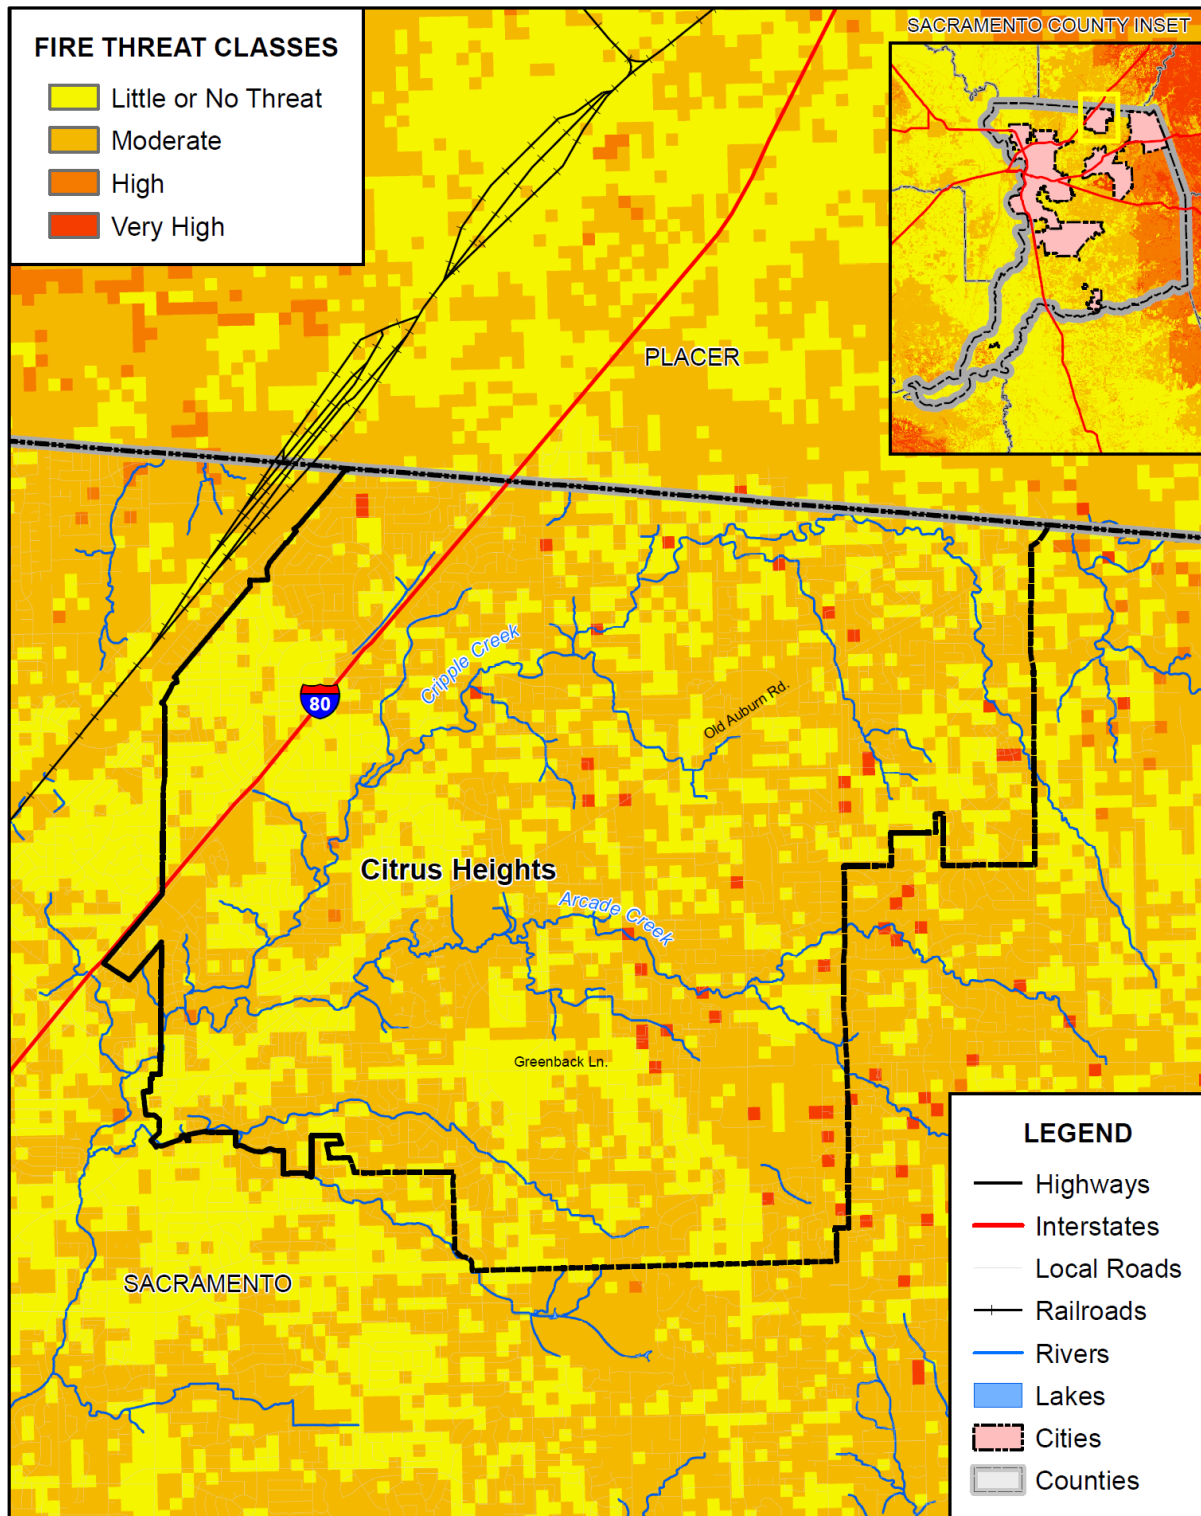 FIRE THREAT CLASSES
Little or No Threat
Moderate
High
Very High
SACRAMENTO COUNTY INSET
PLACER
Cripple Creek
80
Old Auburn Rd.
Citrus Heights
Arcade Creek
Greenback Ln.
SACRAMENTO
LEGEND
Highways
Interstates
Local Roads
Railroads
Rivers
Lakes
Cities
Counties